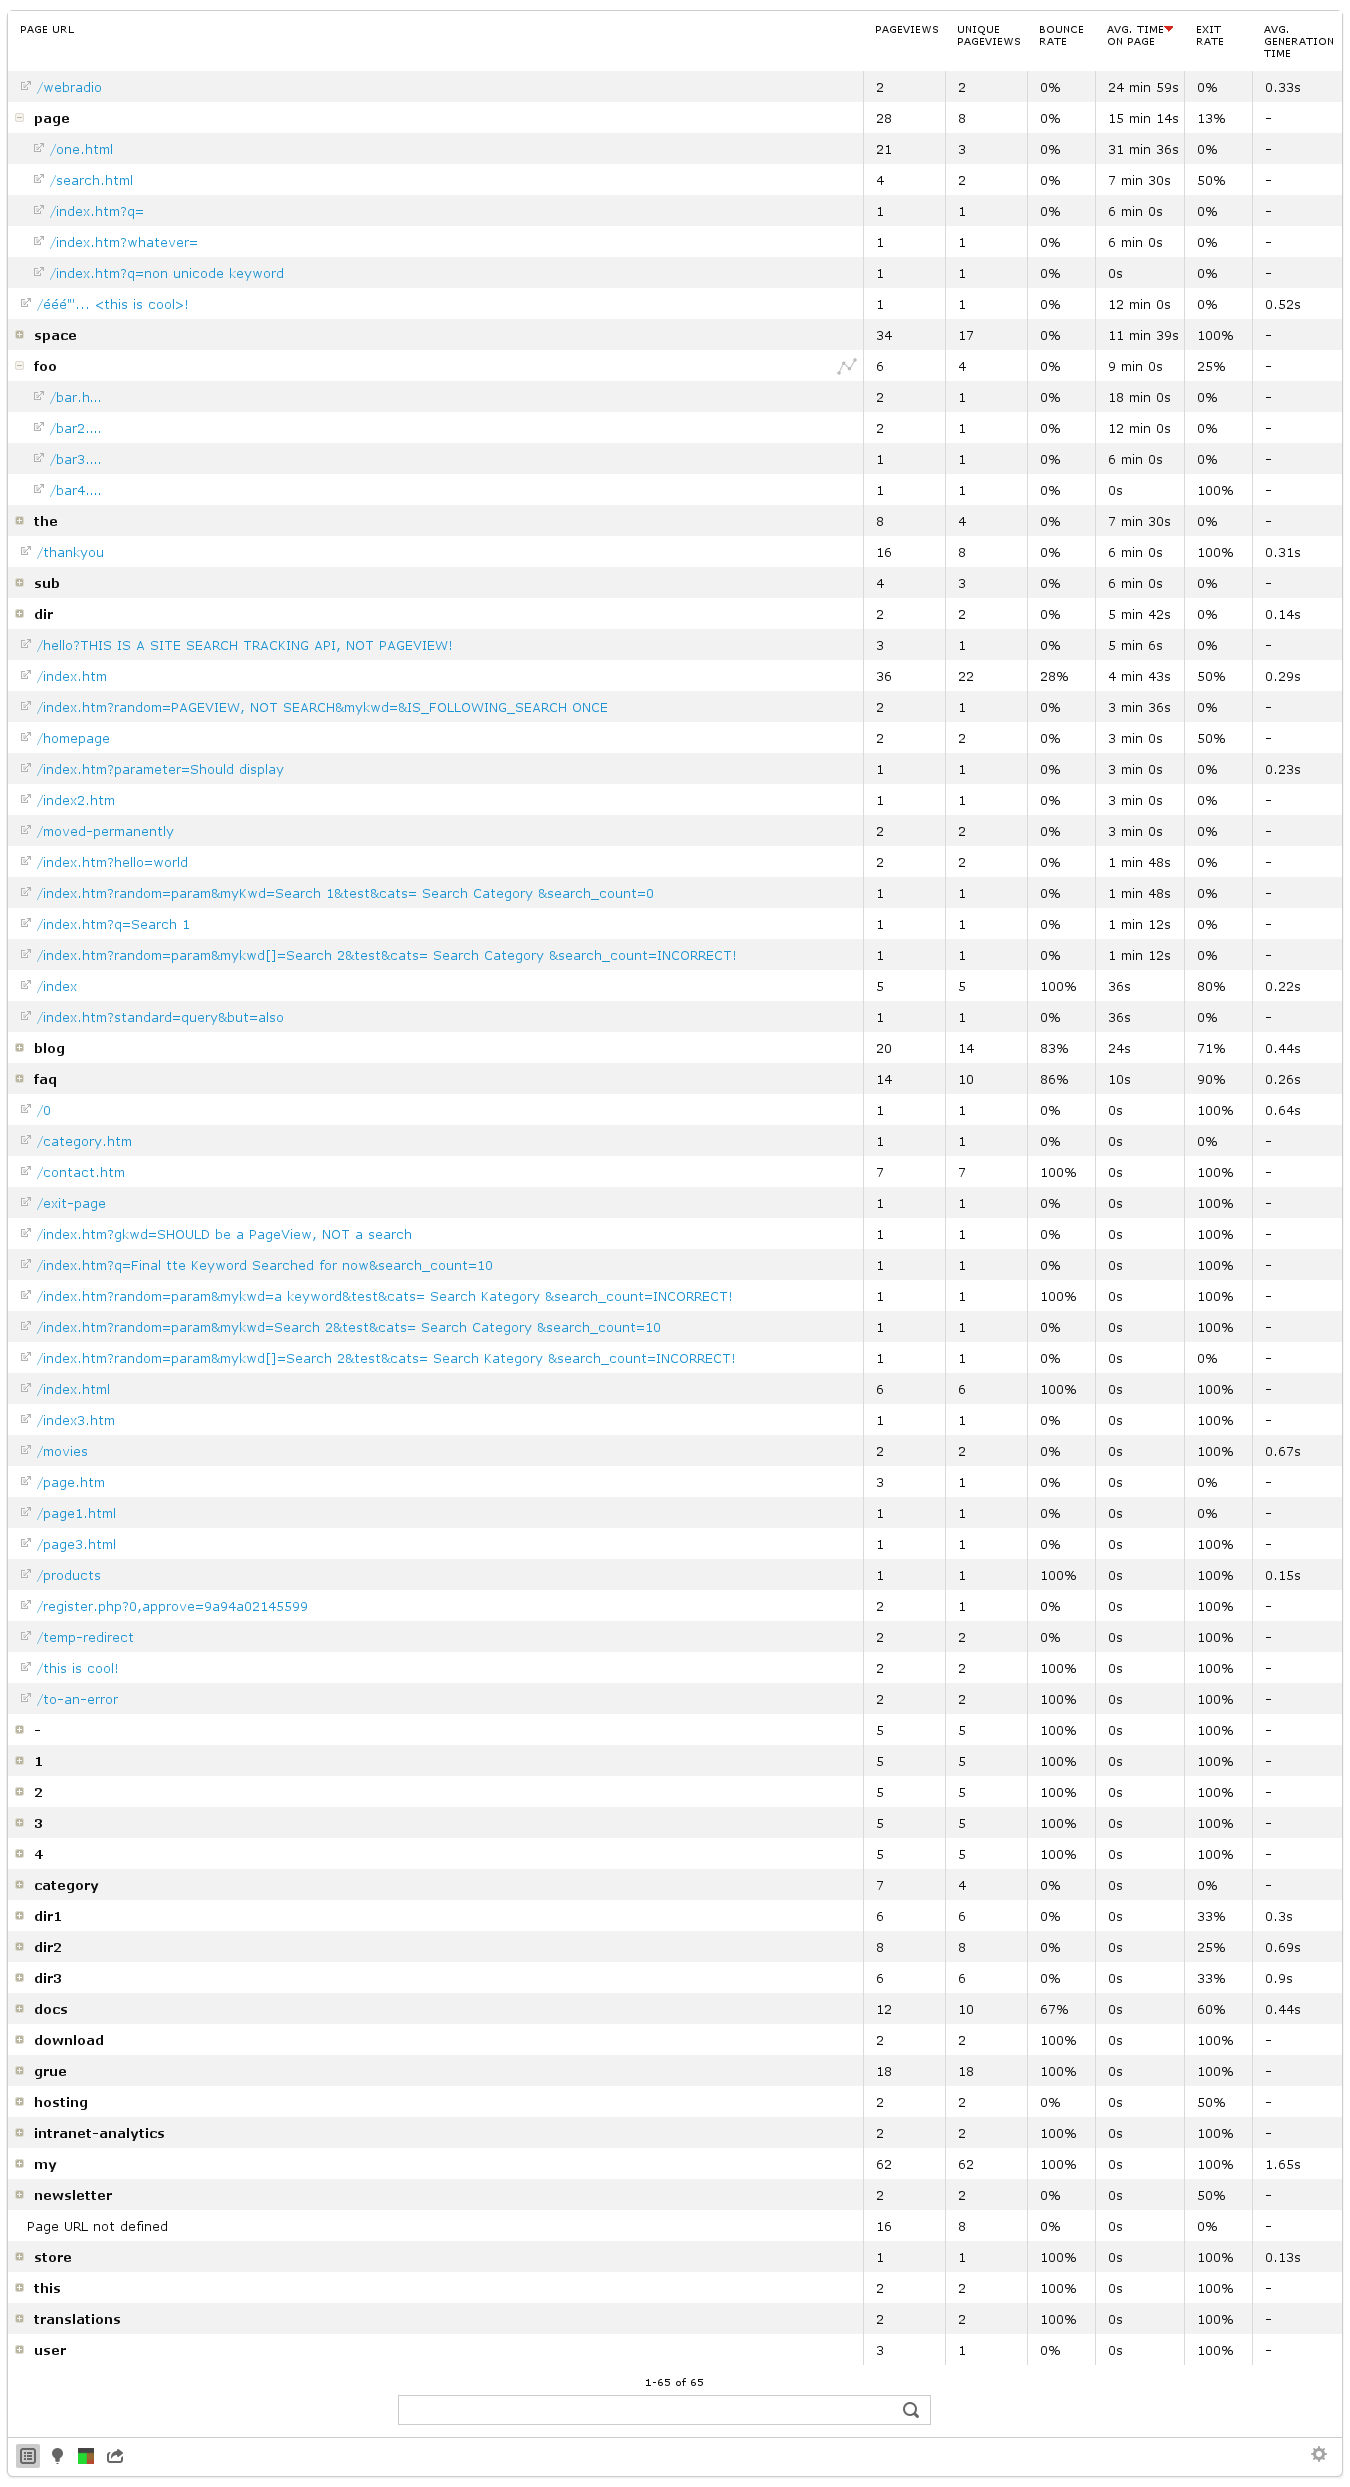 PAGE URL PAGEVIEWS UNIQUE PAGEVIEWS BOUNCE RATE AVG. TIME ON PAGE EXIT RATE AVG. GENERATION TIME
/webradio 2 2 0% 24 min 59s 0% 0.33s
page 28 8 0% 15 min 14s 13% -
/one.html 21 3 0% 31 min 36s 0% -
/search.html 4 2 0% 7 min 30s 50% -
/index.htm?q= 1 1 0% 6 min 0s 0% -
/index.htm?whatever= 1 1 0% 6 min 0s 0% -
/index.htm?q=non unicode keyword 1 1 0% 0s 0% -
/ééé"'... <this is cool>! 1 1 0% 12 min 0s 0% 0.52s
space 34 17 0% 11 min 39s 100% -
foo 6 4 0% 9 min 0s 25% -
/bar.h... 2 1 0% 18 min 0s 0% -
/bar2.... 2 1 0% 12 min 0s 0% -
/bar3.... 1 1 0% 6 min 0s 0% -
/bar4.... 1 1 0% 0s 100% -
the 8 4 0% 7 min 30s 0% -
/thankyou 16 8 0% 6 min 0s 100% 0.31s
sub 4 3 0% 6 min 0s 0% -
dir 2 2 0% 5 min 42s 0% 0.14s
/hello?THIS IS A SITE SEARCH TRACKING API, NOT PAGEVIEW! 3 1 0% 5 min 6s 0% -
/index.htm 36 22 28% 4 min 43s 50% 0.29s
/index.htm?random=PAGEVIEW, NOT SEARCH&mykwd=&IS_FOLLOWING_SEARCH ONCE 2 1 0% 3 min 36s 0% -
/homepage 2 2 0% 3 min 0s 50% -
/index.htm?parameter=Should display 1 1 0% 3 min 0s 0% 0.23s
/index2.htm 1 1 0% 3 min 0s 0% -
/moved-permanently 2 2 0% 3 min 0s 0% -
/index.htm?hello=world 2 2 0% 1 min 48s 0% -
/index.htm?random=param&myKwd=Search 1&test&cats= Search Category &search_count=0 1 1 0% 1 min 48s 0% -
/index.htm?q=Search 1 1 1 0% 1 min 12s 0% -
/index.htm?random=param&mykwd[]=Search 2&test&cats= Search Category &search_count=INCORRECT! 1 1 0% 1 min 12s 0% -
/index 5 5 100% 36s 80% 0.22s
/index.htm?standard=query&but=also 1 1 0% 36s 0% -
blog 20 14 83% 24s 71% 0.44s
faq 14 10 86% 10s 90% 0.26s
/0 1 1 0% 0s 100% 0.64s
/category.htm 1 1 0% 0s 0% -
/contact.htm 7 7 100% 0s 100% -
/exit-page 1 1 0% 0s 100% -
/index.htm?gkwd=SHOULD be a PageView, NOT a search 1 1 0% 0s 100% -
/index.htm?q=Final tte Keyword Searched for now&search_count=10 1 1 0% 0s 100% -
/index.htm?random=param&mykwd=a keyword&test&cats= Search Kategory &search_count=INCORRECT! 1 1 100% 0s 100% -
/index.htm?random=param&mykwd=Search 2&test&cats= Search Category &search_count=10 1 1 0% 0s 100% -
/index.htm?random=param&mykwd[]=Search 2&test&cats= Search Kategory &search_count=INCORRECT! 1 1 0% 0s 0% -
/index.html 6 6 100% 0s 100% -
/index3.htm 1 1 0% 0s 100% -
/movies 2 2 0% 0s 100% 0.67s
/page.htm 3 1 0% 0s 0% -
/page1.html 1 1 0% 0s 0% -
/page3.html 1 1 0% 0s 100% -
/products 1 1 100% 0s 100% 0.15s
/register.php?0,approve=9a94a02145599 2 1 0% 0s 100% -
/temp-redirect 2 2 0% 0s 100% -
/this is cool! 2 2 100% 0s 100% -
/to-an-error 2 2 100% 0s 100% -
- 5 5 100% 0s 100% -
1 5 5 100% 0s 100% -
2 5 5 100% 0s 100% -
3 5 5 100% 0s 100% -
4 5 5 100% 0s 100% -
category 7 4 0% 0s 0% -
dir1 6 6 0% 0s 33% 0.3s
dir2 8 8 0% 0s 25% 0.69s
dir3 6 6 0% 0s 33% 0.9s
docs 12 10 67% 0s 60% 0.44s
download 2 2 100% 0s 100% -
grue 18 18 100% 0s 100% -
hosting 2 2 0% 0s 50% -
intranet-analytics 2 2 100% 0s 100% -
my 62 62 100% 0s 100% 1.65s
newsletter 2 2 0% 0s 50% -
Page URL not defined 16 8 0% 0s 0% -
store 1 1 100% 0s 100% 0.13s
this 2 2 100% 0s 100% -
translations 2 2 100% 0s 100% -
user 3 1 0% 0s 100% -
1-65 of 65